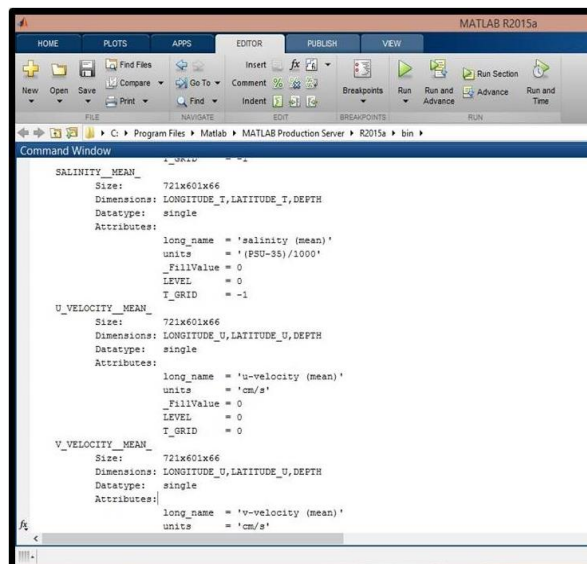 MATLAB R2015a
HOME PLOTS APPS EDITOR PUBLISH VIEW
New Open Save Find Files Compare Print Go To Find Insert fx Comment % Indent Breakpoints Run Run and Advance Run Section Advance Run and Time
FILE NAVIGATE EDIT BREAKPOINTS RUN
C: ▸ Program Files ▸ Matlab ▸ MATLAB Production Server ▸ R2015a ▸ bin ▸
Command Window
T_GRID = -1
SALINITY__MEAN_
Size: 721x601x66
Dimensions: LONGITUDE_T,LATITUDE_T,DEPTH
Datatype: single
Attributes:
long_name = 'salinity (mean)'
units = '(PSU-35)/1000'
_FillValue = 0
LEVEL = 0
T_GRID = -1
U_VELOCITY__MEAN_
Size: 721x601x66
Dimensions: LONGITUDE_U,LATITUDE_U,DEPTH
Datatype: single
Attributes:
long_name = 'u-velocity (mean)'
units = 'cm/s'
_FillValue = 0
LEVEL = 0
T_GRID = 0
V_VELOCITY__MEAN_
Size: 721x601x66
Dimensions: LONGITUDE_U,LATITUDE_U,DEPTH
Datatype: single
Attributes:
long_name = 'v-velocity (mean)'
fx units = 'cm/s'